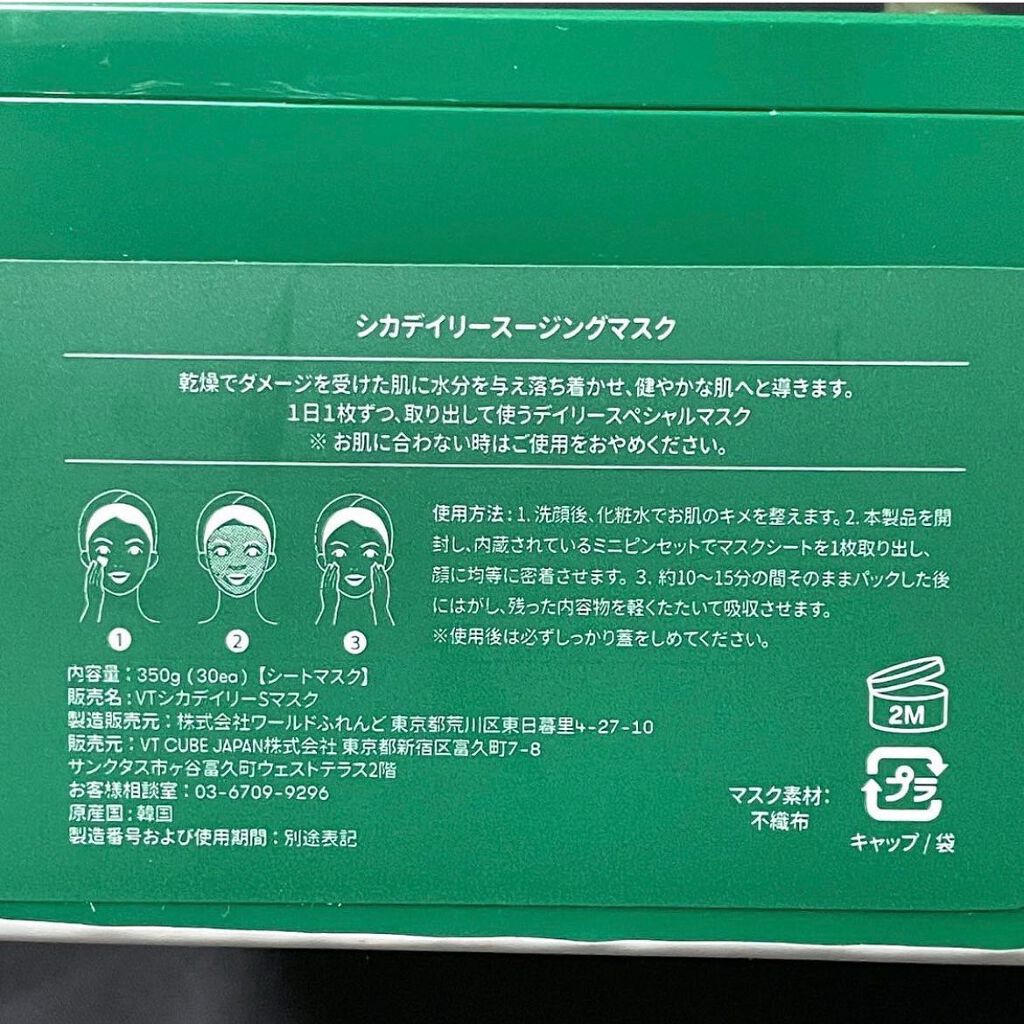 シカデイリースージングマスク
乾燥でダメージを受けた肌に水分を与え落ち着かせ、健やかな肌へと導きます。
1日1枚ずつ、取り出して使うデイリースペシャルマスク
※ お肌に合わない時はご使用をおやめください。
使用方法:1. 洗顔後、化粧水でお肌のキメを整えます。2. 本製品を開
封し、内蔵されているミニピンセットでマスクシートを1枚取り出し、
顔に均等に密着させます。 3. 約10〜15分の間そのままパックした後
にはがし、残った内容物を軽くたたいて吸収させます。
※使用後は必ずしっかり蓋をしめてください。
1 2 3
内容量:350g (30ea)【シートマスク】
販売名:VTシカデイリーSマスク
製造販売元:株式会社ワールドふれんど 東京都荒川区東日暮里4-27-10
販売元:VT CUBE JAPAN株式会社 東京都新宿区富久町7-8
サンクタス市ヶ谷富久町ウェストテラス2階
お客様相談室:03-6709-9296
原産国:韓国
製造番号および使用期間:別途表記
マスク素材:
不織布
2M
プラ
キャップ / 袋